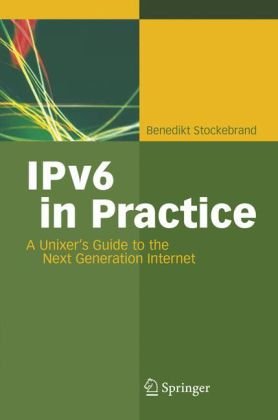 Benedikt Stockebrand
IPv6
in Practice
A Unixer's Guide to the
Next Generation Internet
Springer